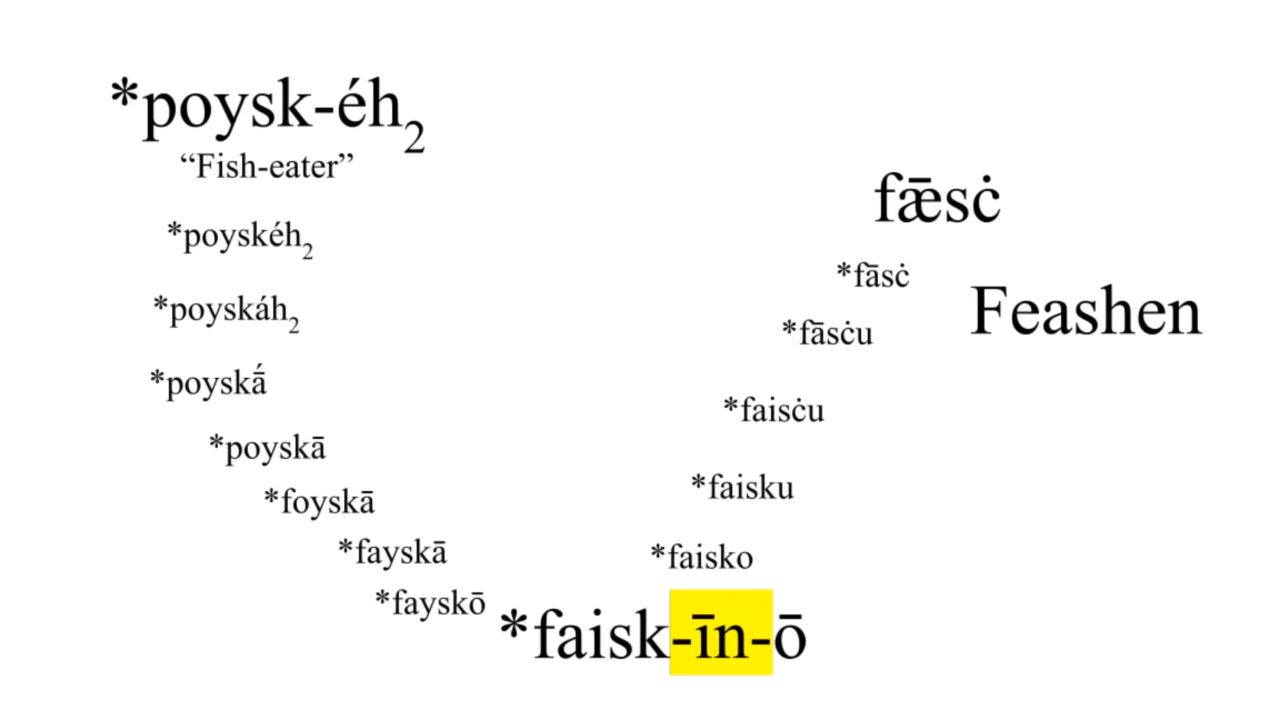 *poysk-éh₂
“Fish-eater”
*poyskéh₂
*poyskáh₂
*poyskā́
*poyskā
*foyskā
*fayskā
*fayskō
*faisk-īn-ō
*faisko
*faisku
*faisċu
*fāsċu
*fāsċ
fǣsċ
Feashen